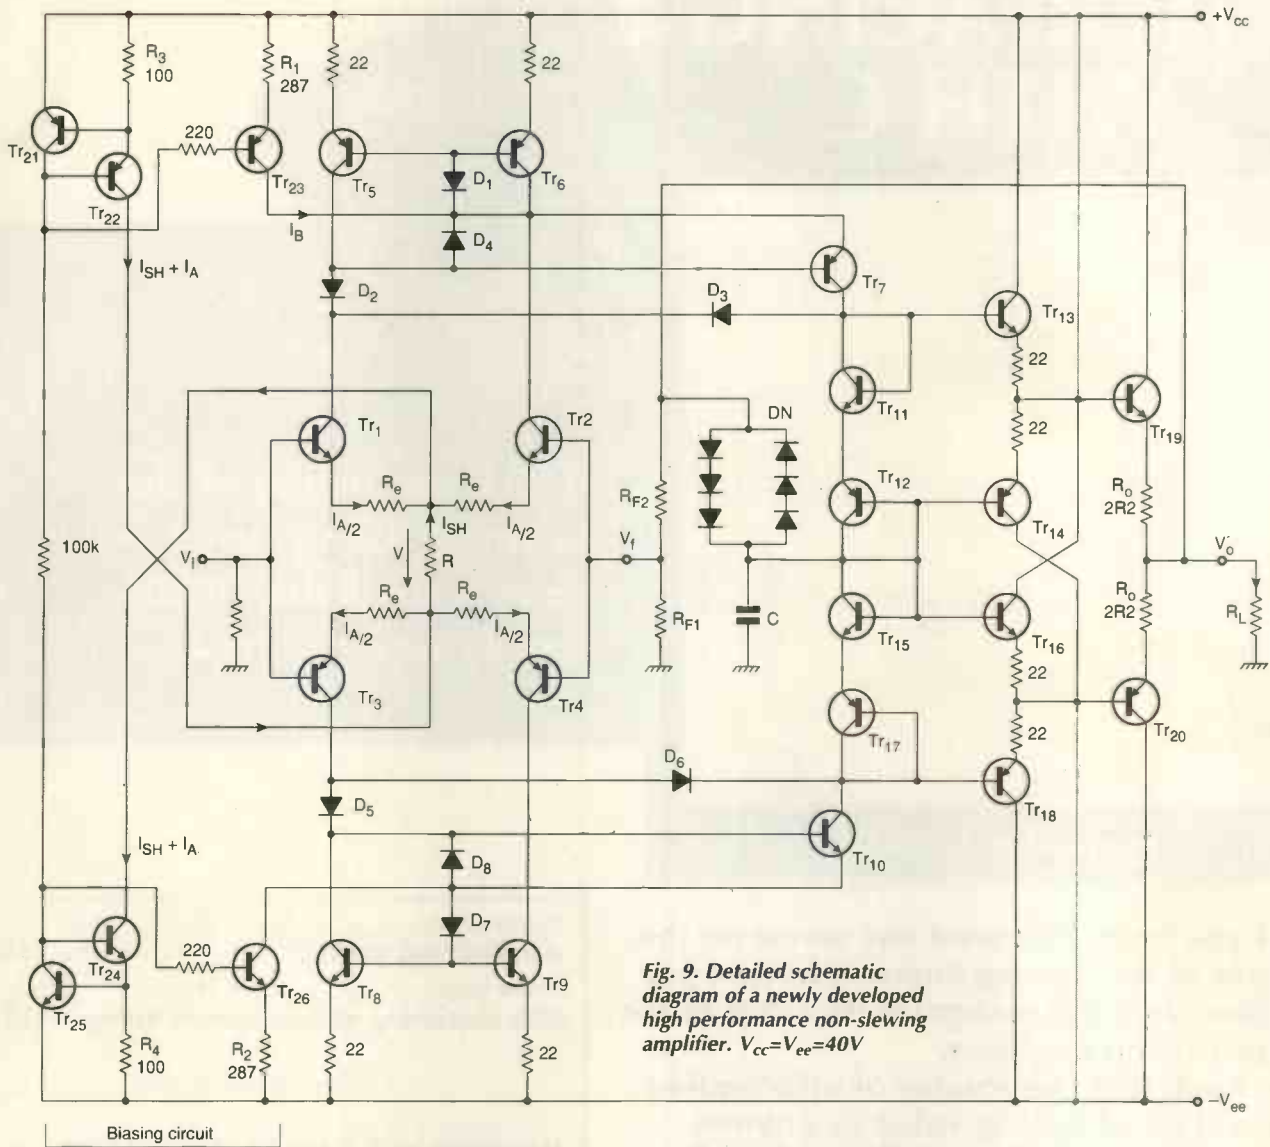 +Vcc
R3
100
R1
287
22
22
Tr21
220
Tr22
Tr23
Tr5
D1
Tr6
IB
D4
ISH + IA
D2
D3
Tr7
Tr13
22
Tr11
Tr1
Tr2
DN
22
Tr19
Re
Re
RF2
Tr12
Ro
2R2
IA/2
ISH
IA/2
Tr14
100k
VI
V
R
Vf
Vo
Re
Re
RF1
C
Tr15
Tr16
Ro
2R2
RL
IA/2
IA/2
22
Tr3
Tr4
Tr17
Tr20
D6
22
D5
Tr18
ISH + IA
D8
Tr10
D7
Tr24
220
Tr25
Tr26
Tr8
Tr9
R4
100
R2
287
22
22
Fig. 9. Detailed schematic
diagram of a newly developed
high performance non-slewing
amplifier. Vcc=Vee=40V
–Vee
Biasing circuit